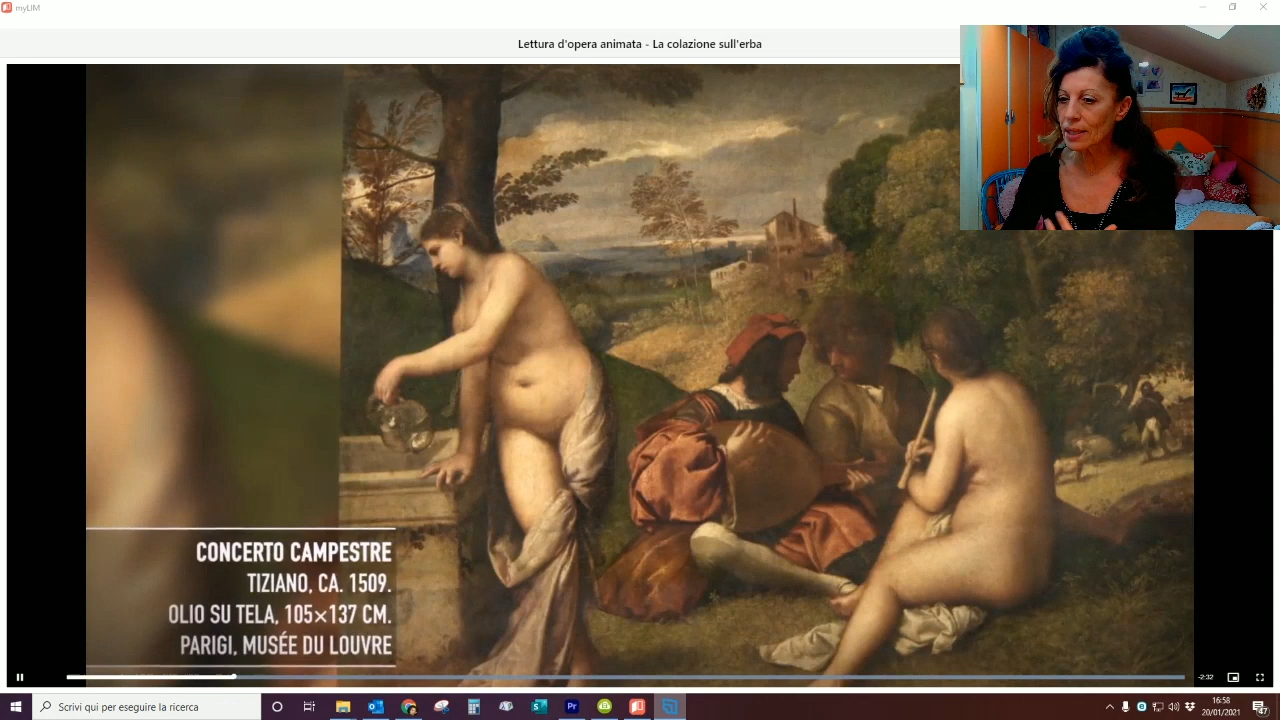 myLIM
Lettura d'opera animata - La colazione sull'erba
CONCERTO CAMPESTRE
TIZIANO, CA. 1509.
OLIO SU TELA, 105×137 CM.
PARIGI, MUSÉE DU LOUVRE
-2:32
Scrivi qui per eseguire la ricerca
16:58
20/01/2021